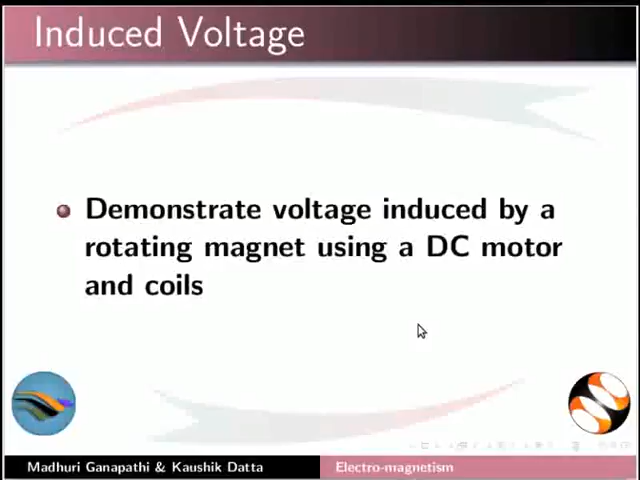 Induced Voltage
Demonstrate voltage induced by a
rotating magnet using a DC motor
and coils
Madhuri Ganapathi & Kaushik Datta
Electro-magnetism